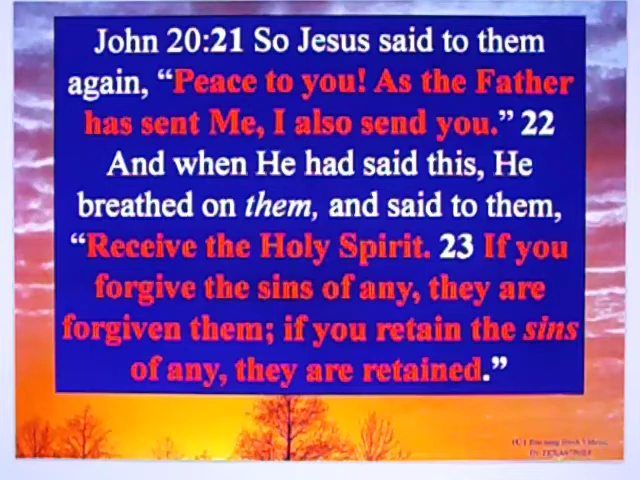 John 20:21 So Jesus said to them
again, “Peace to you! As the Father
has sent Me, I also send you.” 22
And when He had said this, He
breathed on them, and said to them,
“Receive the Holy Spirit. 23 If you
forgive the sins of any, they are
forgiven them; if you retain the sins
of any, they are retained.”